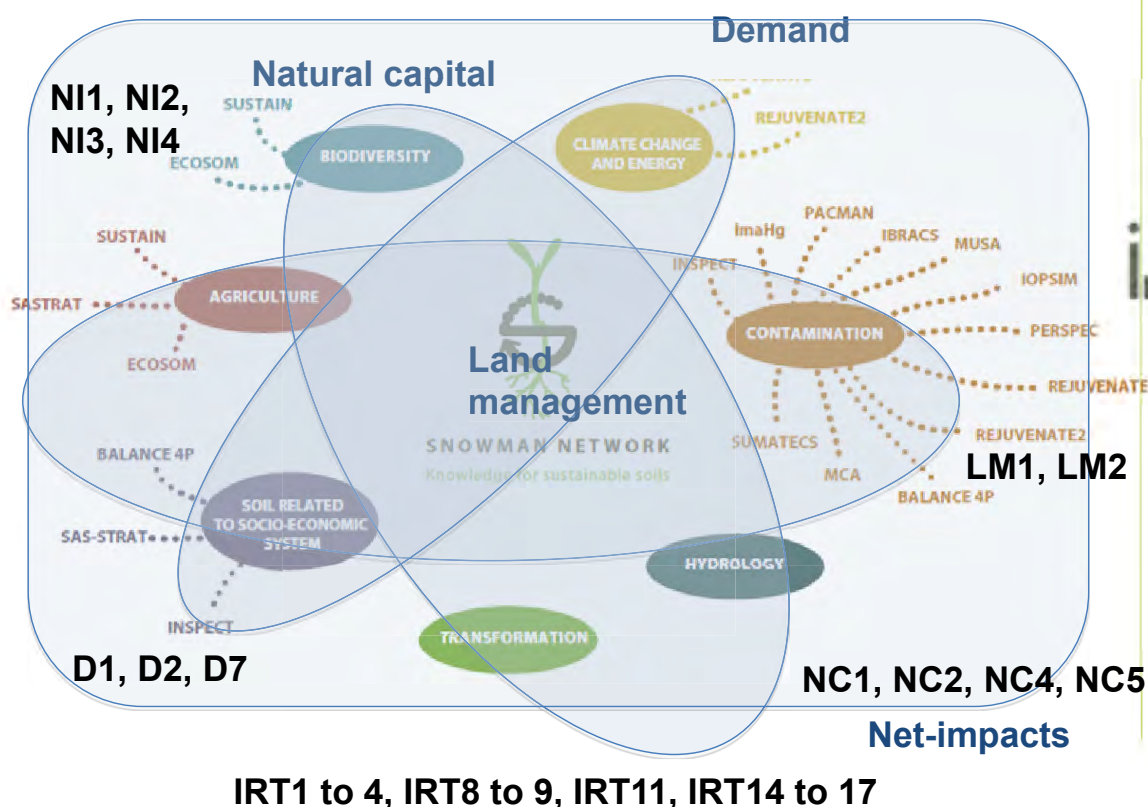 Demand
Natural capital
NI1, NI2,
NI3, NI4
SUSTAIN
ECOSOM
BIODIVERSITY
CLIMATE CHANGE
AND ENERGY
REJUVENATE2
PACMAN
ImaHg
IBRACS
MUSA
INSPECT
IOPSIM
SUSTAIN
AGRICULTURE
SASTRAT
ECOSOM
CONTAMINATION
PERSPEC
REJUVENATE
Land
management
SNOWMAN NETWORK
Knowledge for sustainable soils
SUMATECS
MCA
REJUVENATE2
LM1, LM2
BALANCE 4P
BALANCE 4P
SOIL RELATED
TO SOCIO-ECONOMIC
SYSTEM
SAS-STRAT
INSPECT
HYDROLOGY
TRANSFORMATION
D1, D2, D7
NC1, NC2, NC4, NC5
Net-impacts
IRT1 to 4, IRT8 to 9, IRT11, IRT14 to 17